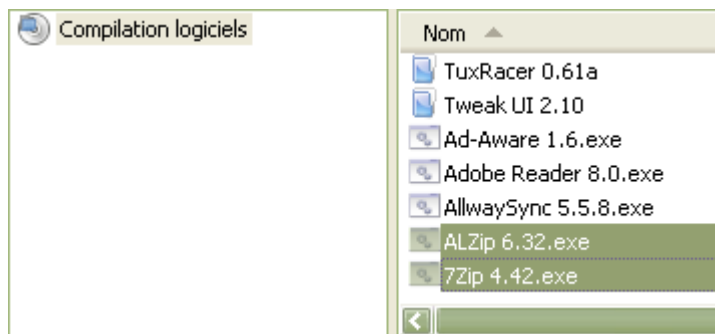 Compilation logiciels
Nom
TuxRacer 0.61a
Tweak UI 2.10
Ad-Aware 1.6.exe
Adobe Reader 8.0.exe
AllwaySync 5.5.8.exe
ALZip 6.32.exe
7Zip 4.42.exe